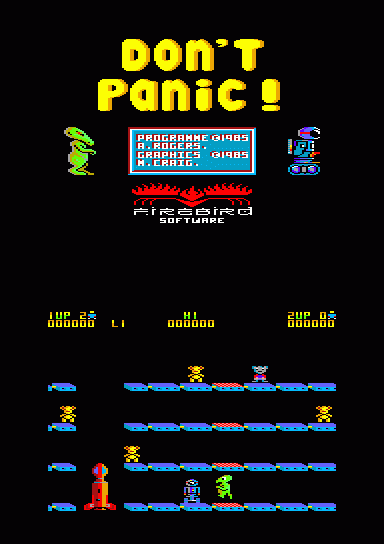 DON'T
PANIC!
PROGRAMME ©1985
A.ROGERS.
GRAPHICS ©1985
M.CRAIG.
FIREBIRD
SOFTWARE
1UP 2 HI 2UP 0
000000 L1 000000 000000